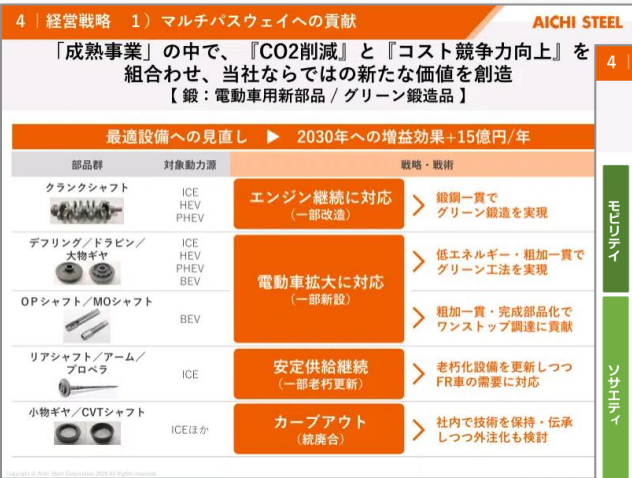 4 | 経営戦略 1）マルチパスウェイへの貢献
AICHI STEEL
「成熟事業」の中で、『CO2削減』と『コスト競争力向上』を
組合わせ、当社ならではの新たな価値を創造
【 鍛：電動車用新部品 / グリーン鍛造品 】
最適設備への見直し ▶ 2030年への増益効果+15億円/年
部品群 対象動力源 戦略・戦術
クランクシャフト
ICE
HEV
PHEV
エンジン継続に対応
（一部改造）
鍛鋼一貫で
グリーン鍛造を実現
デフリング／ドラピン／
大物ギヤ
ICE
HEV
PHEV
BEV
電動車拡大に対応
（一部新設）
低エネルギー・粗加一貫で
グリーン工法を実現
OPシャフト／MOシャフト
BEV
粗加一貫・完成部品化で
ワンストップ調達に貢献
リアシャフト／アーム／
プロペラ
ICE
安定供給継続
（一部老朽更新）
老朽化設備を更新しつつ
FR車の需要に対応
小物ギヤ／CVTシャフト
ICEほか
カーブアウト
（統廃合）
社内で技術を保持・伝承
しつつ外注化も検討
Copyright © Aichi Steel Corporation 2025 All Rights reserved.
4 |
モビリティ
ソサエティ